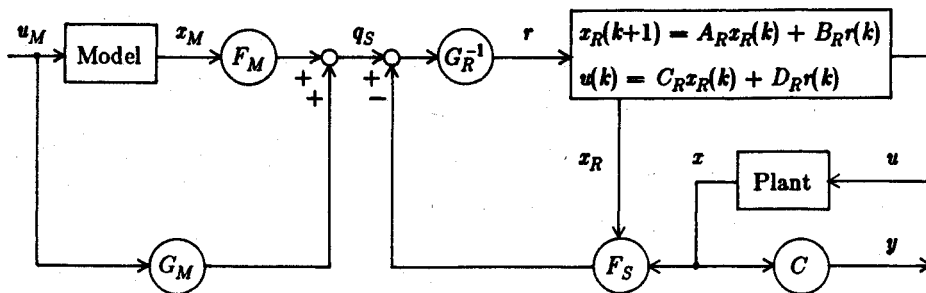 u_M
Model
x_M
F_M
+
+
q_S
+
−
G_R^{-1}
r
x_R(k+1) = A_R x_R(k) + B_R r(k)
u(k) = C_R x_R(k) + D_R r(k)
x_R
x
Plant
u
G_M
F_S
C
y